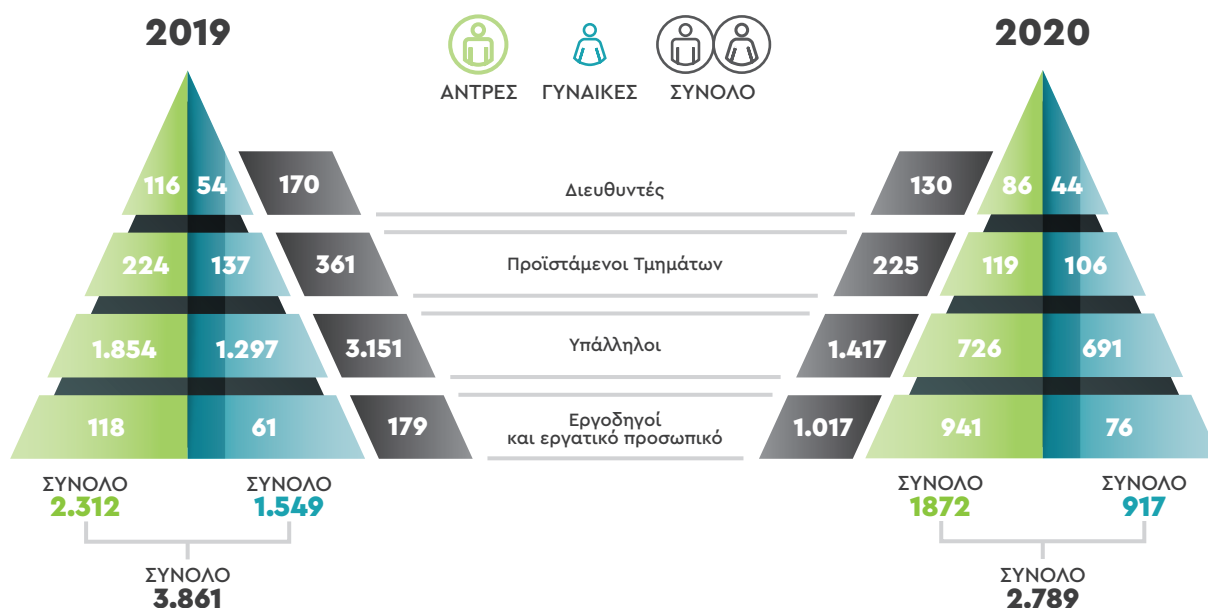 2019
2020
ΑΝΤΡΕΣ ΓΥΝΑΙΚΕΣ ΣΥΝΟΛΟ
116 54 170 Διευθυντές 130 86 44
224 137 361 Προϊστάμενοι Τμημάτων 225 119 106
1.854 1.297 3.151 Υπάλληλοι 1.417 726 691
118 61 179 Εργοδηγοί
και εργατικό προσωπικό 1.017 941 76
ΣΥΝΟΛΟ ΣΥΝΟΛΟ ΣΥΝΟΛΟ ΣΥΝΟΛΟ
2.312 1.549 1872 917
ΣΥΝΟΛΟ ΣΥΝΟΛΟ
3.861 2.789